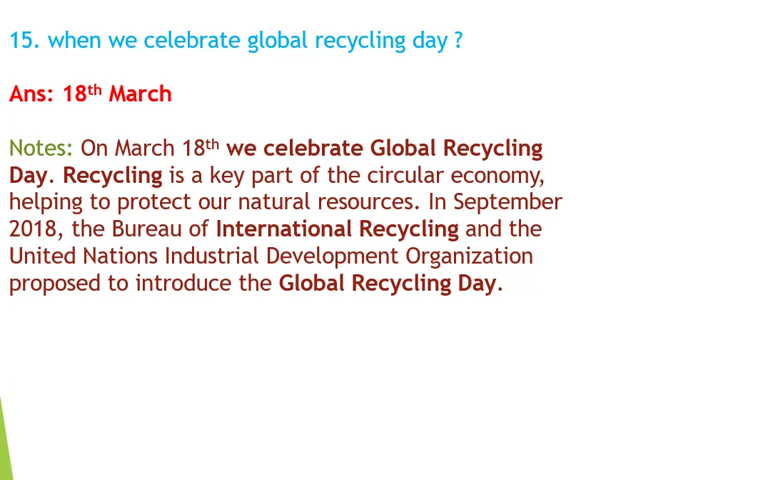 15. when we celebrate global recycling day ?
Ans: 18th March
Notes: On March 18th we celebrate Global Recycling
Day. Recycling is a key part of the circular economy,
helping to protect our natural resources. In September
2018, the Bureau of International Recycling and the
United Nations Industrial Development Organization
proposed to introduce the Global Recycling Day.